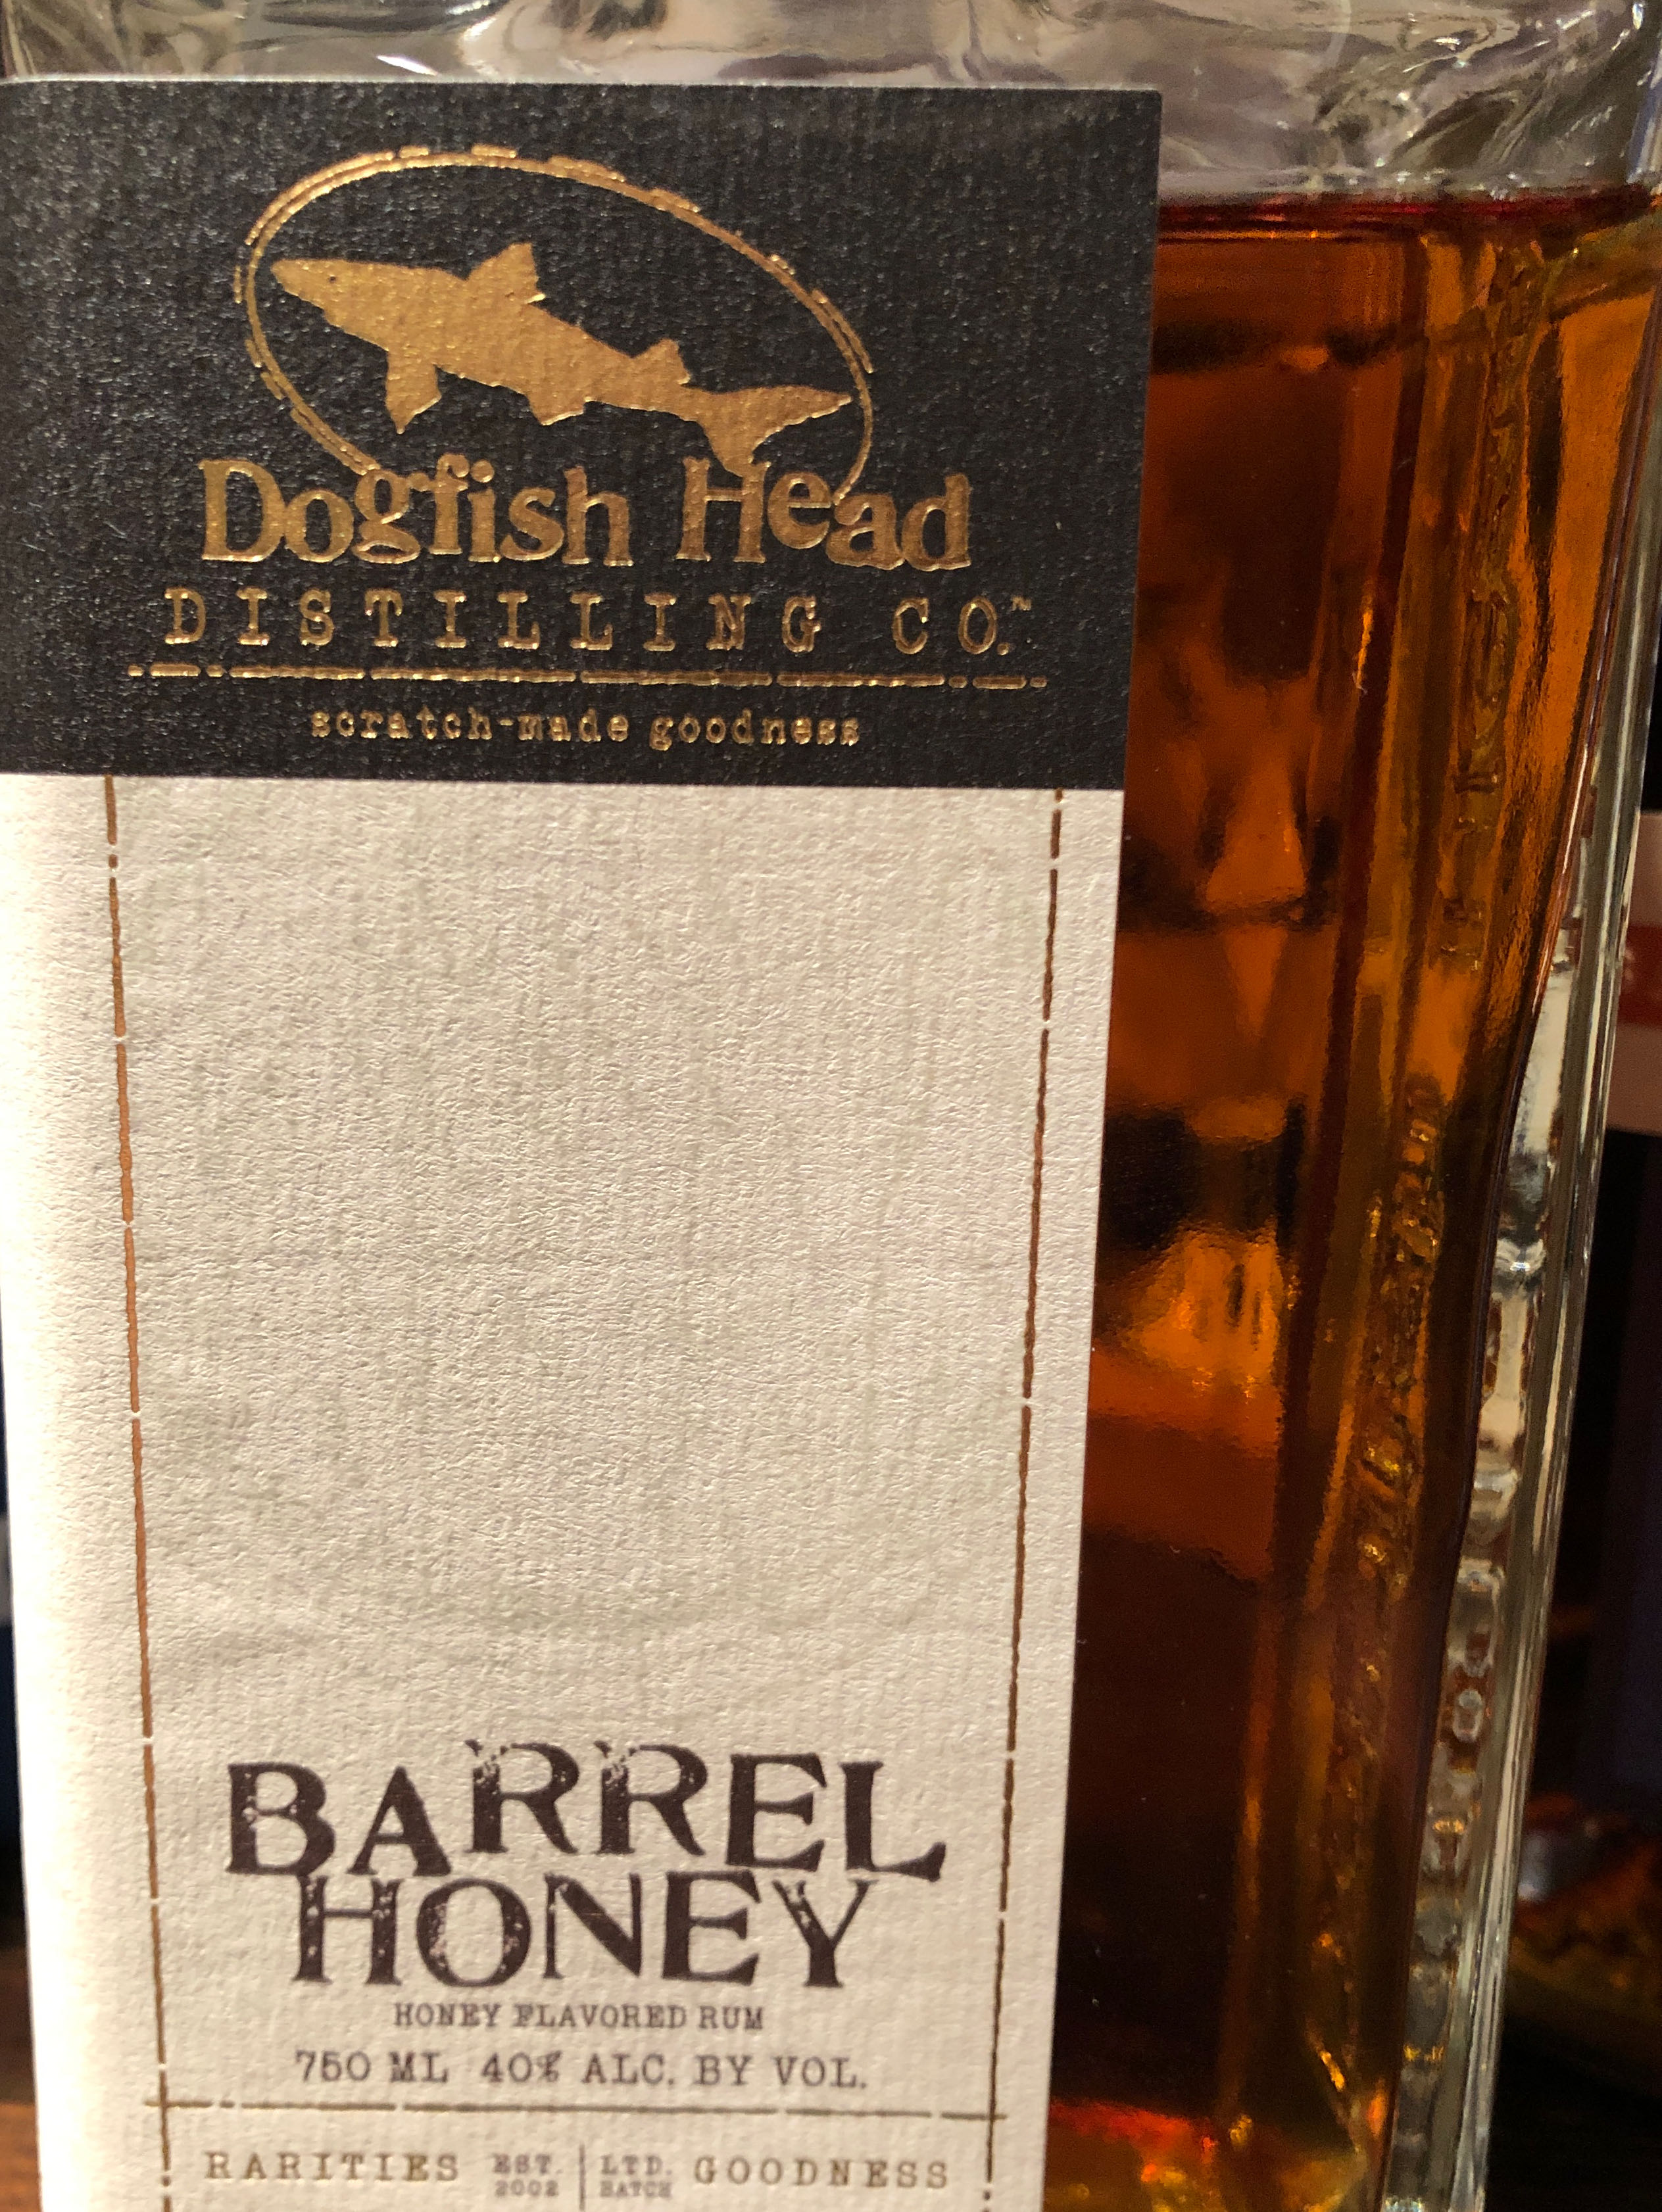 Dogfish Head
DISTILLING CO.™
scratch-made goodness
BARREL
HONEY
HONEY FLAVORED RUM
750 ML 40% ALC. BY VOL.
RARITIES EST. 2002 | LTD. BATCH GOODNESS